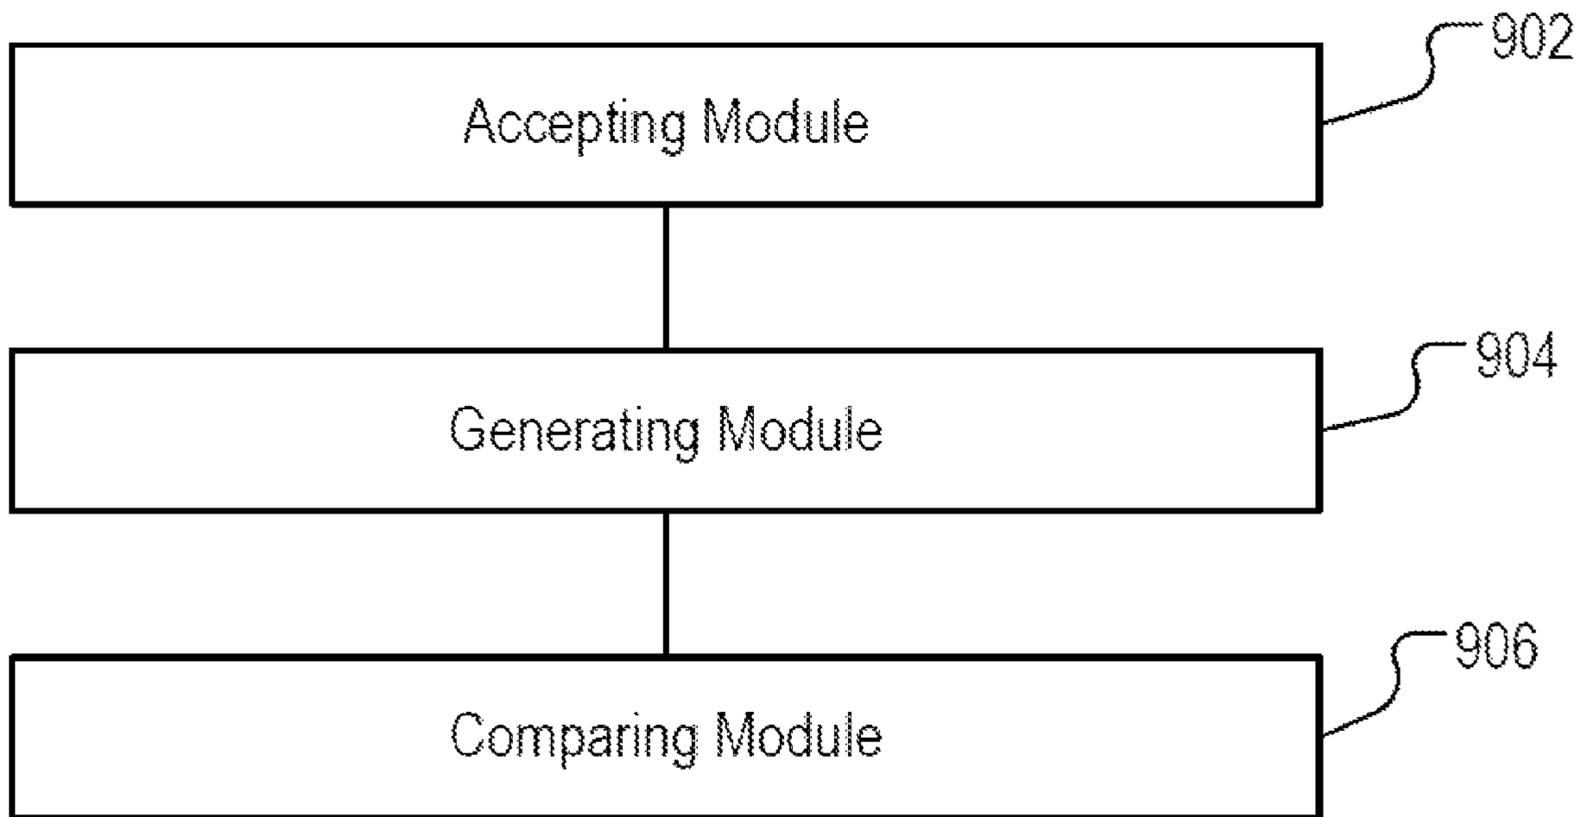 902
Accepting Module
904
Generating Module
906
Comparing Module